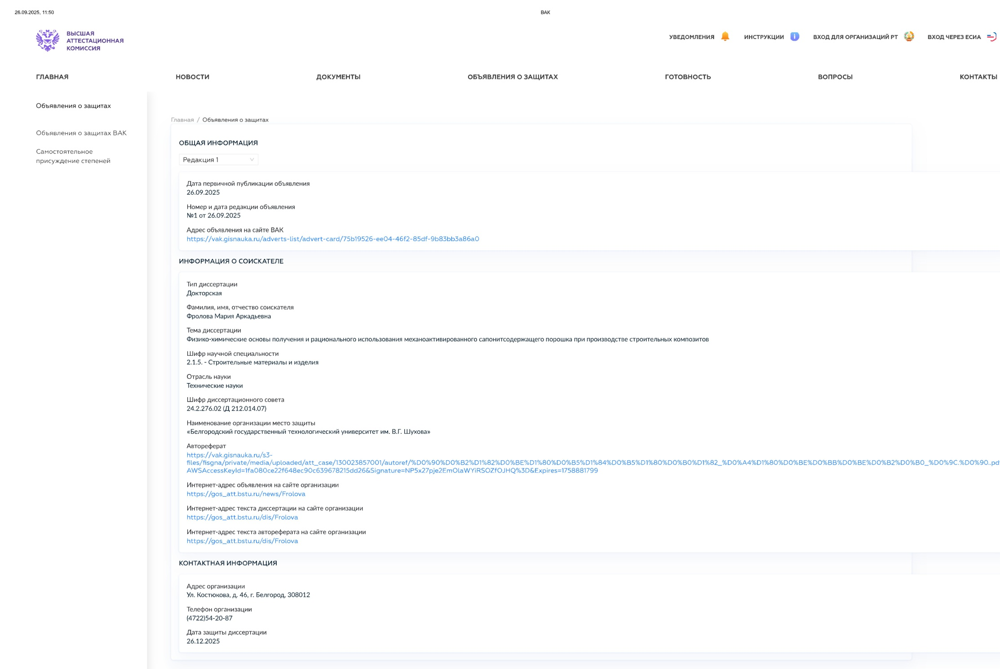 26.09.2025, 11:50
ВАК
ВЫСШАЯ
АТТЕСТАЦИОННАЯ
КОМИССИЯ
УВЕДОМЛЕНИЯ
ИНСТРУКЦИИ
ВХОД ДЛЯ ОРГАНИЗАЦИЙ РТ
ВХОД ЧЕРЕЗ ЕСИА
ГЛАВНАЯ
НОВОСТИ
ДОКУМЕНТЫ
ОБЪЯВЛЕНИЯ О ЗАЩИТАХ
ГОТОВНОСТЬ
ВОПРОСЫ
КОНТАКТЫ
Объявления о защитах
Объявления о защитах ВАК
Самостоятельное
присуждение степеней
Главная / Объявления о защитах
ОБЩАЯ ИНФОРМАЦИЯ
Редакция 1
Дата первичной публикации объявления
26.09.2025
Номер и дата редакции объявления
№1 от 26.09.2025
Адрес объявления на сайте ВАК
https://vak.gisnauka.ru/adverts-list/advert-card/75b19526-ee04-46f2-85df-9b83bb3a86a0
ИНФОРМАЦИЯ О СОИСКАТЕЛЕ
Тип диссертации
Докторская
Фамилия, имя, отчество соискателя
Фролова Мария Аркадьевна
Тема диссертации
Физико-химические основы получения и рационального использования механоактивированного сапонитсодержащего порошка при производстве строительных композитов
Шифр научной специальности
2.1.5. - Строительные материалы и изделия
Отрасль науки
Технические науки
Шифр диссертационного совета
24.2.276.02 (Д 212.014.07)
Наименование организации место защиты
«Белгородский государственный технологический университет им. В.Г. Шухова»
Автореферат
https://vak.gisnauka.ru/s3-
files/fisgna/private/media/uploaded/att_case/130023857001/autoref/%D0%90%D0%B2%D1%82%D0%BE%D1%80%D0%B5%D1%84%D0%B5%D1%80%D0%B0%D1%82_%D0%A4%D1%80%D0%BE%D0%BB%D0%BE%D0%B2%D0%B0_%D0%9C.%D0%90..pd
AWSAccessKeyId=1fa080ce22f648ec90c639678215dd26&Signature=NP5x27pje2EmOlaWYiRSOZfOJHQ%3D&Expires=1758881799
Интернет-адрес объявления на сайте организации
https://gos_att.bstu.ru/news/Frolova
Интернет-адрес текста диссертации на сайте организации
https://gos_att.bstu.ru/dis/Frolova
Интернет-адрес текста автореферата на сайте организации
https://gos_att.bstu.ru/dis/Frolova
КОНТАКТНАЯ ИНФОРМАЦИЯ
Адрес организации
Ул. Костюкова, д. 46, г. Белгород, 308012
Телефон организации
(4722)54-20-87
Дата защиты диссертации
26.12.2025